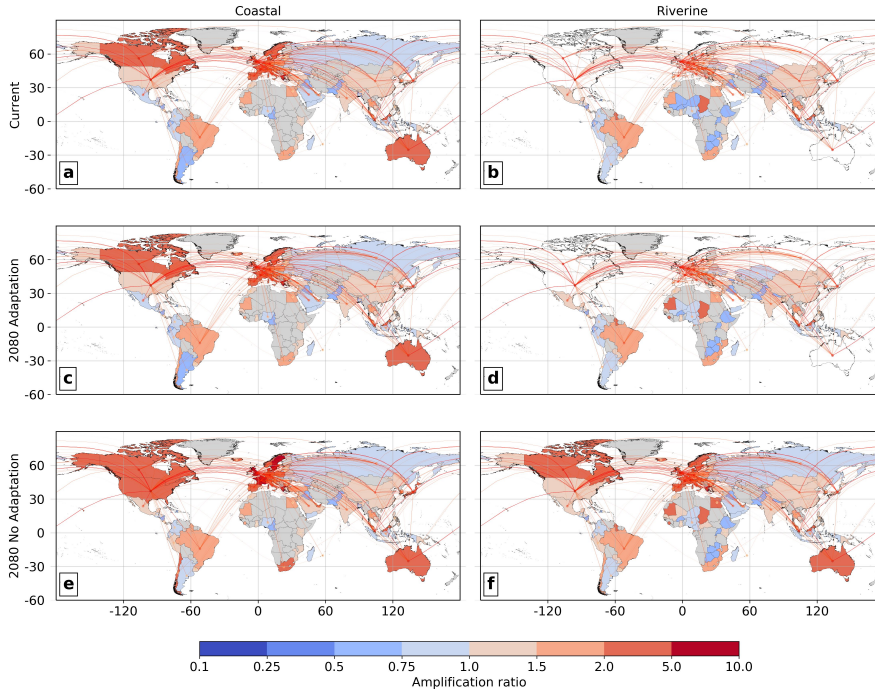 Coastal
Riverine
Current
60
30
0
-30
-60
a
b
2080 Adaptation
60
30
0
-30
-60
c
d
2080 No Adaptation
60
30
0
-30
-60
e
f
-120 -60 0 60 120
-120 -60 0 60 120
0.1 0.25 0.5 0.75 1.0 1.5 2.0 5.0 10.0
Amplification ratio